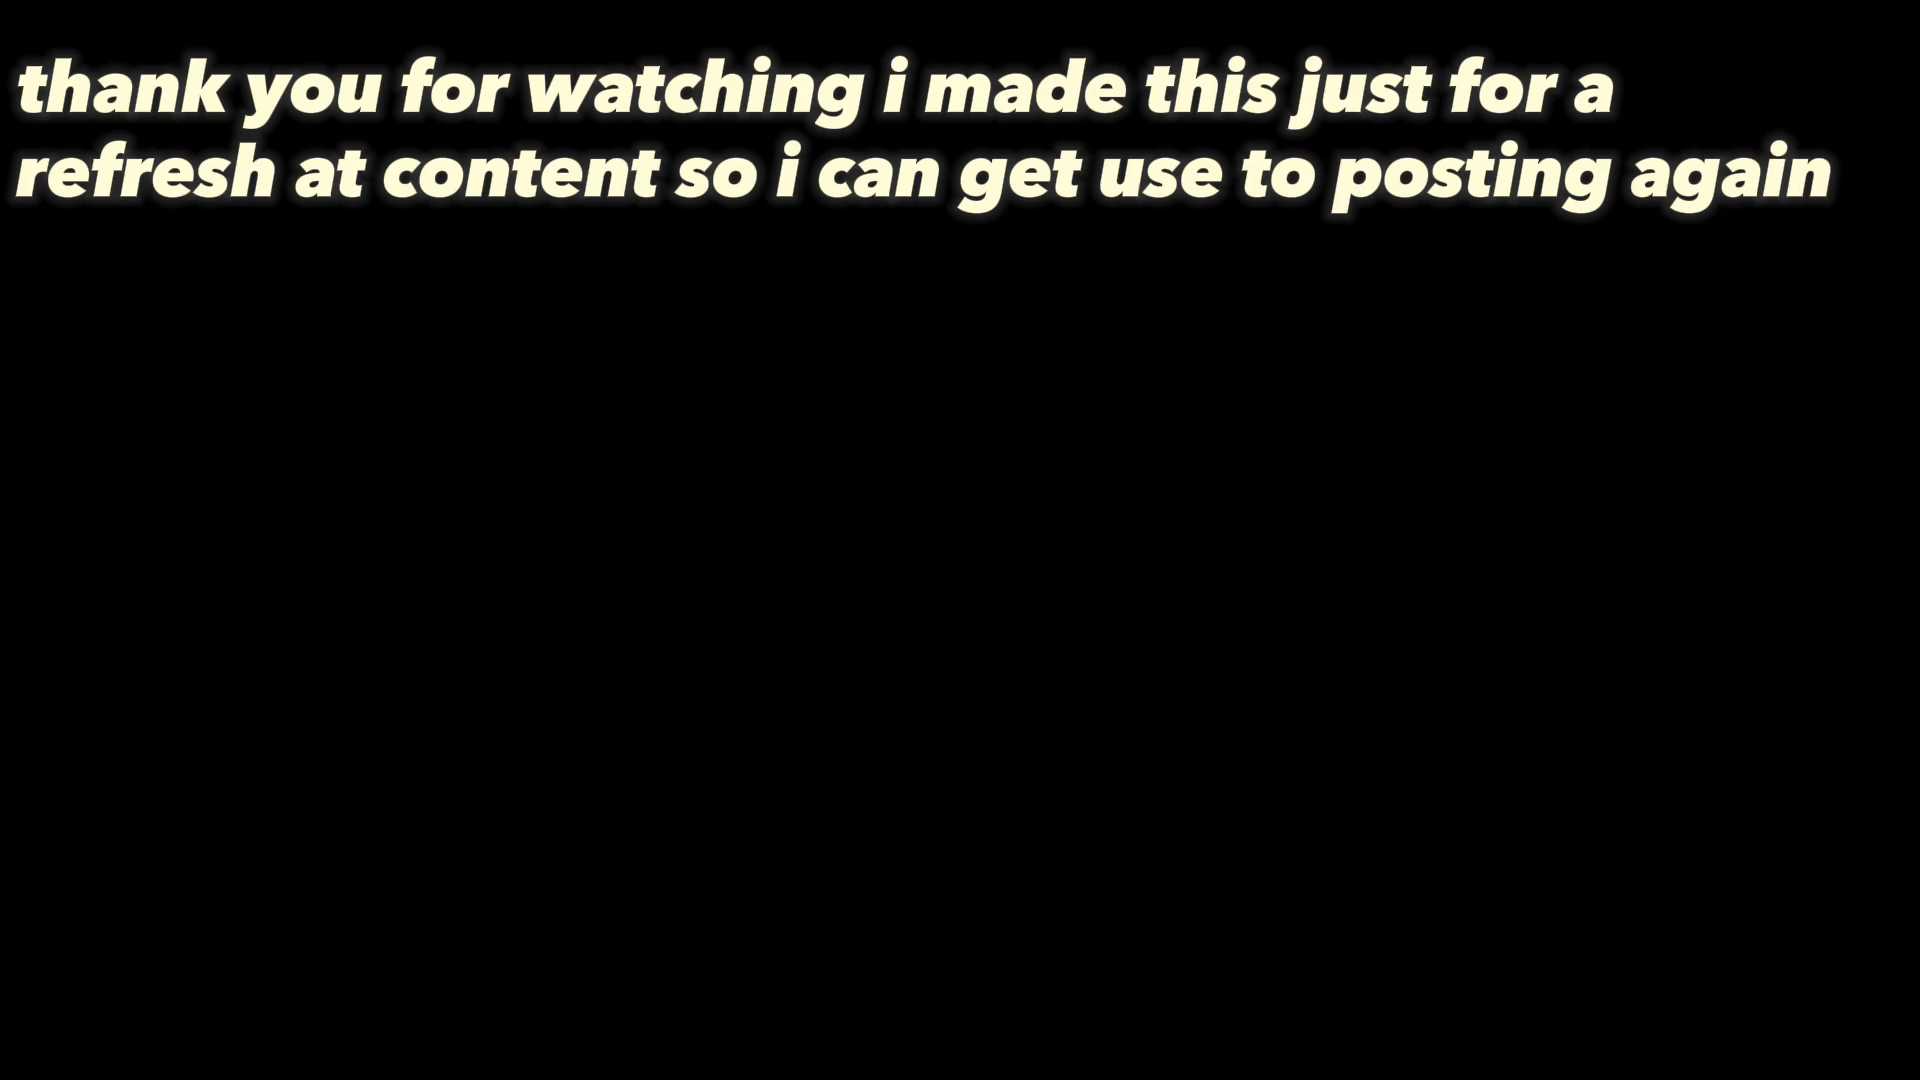 thank you for watching i made this just for a
refresh at content so i can get use to posting again